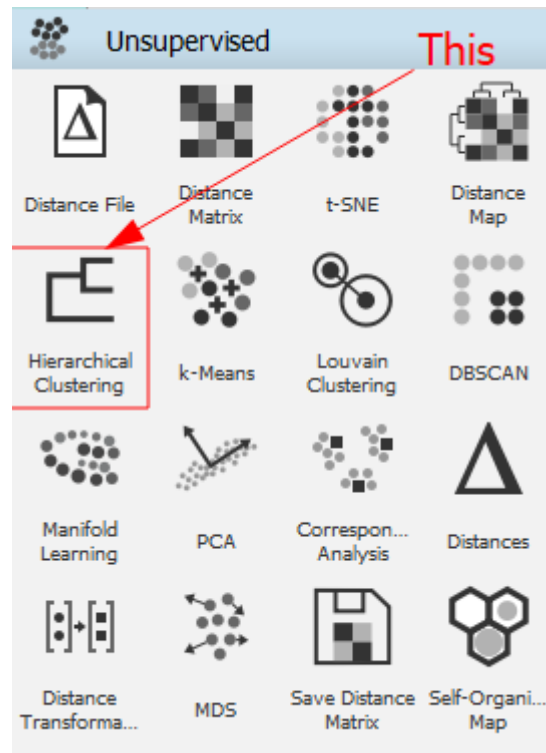 Unsupervised
This
Distance File
Distance
Matrix
t-SNE
Distance
Map
Hierarchical
Clustering
k-Means
Louvain
Clustering
DBSCAN
Manifold
Learning
PCA
Correspon...
Analysis
Distances
Distance
Transforma...
MDS
Save Distance
Matrix
Self-Organi...
Map